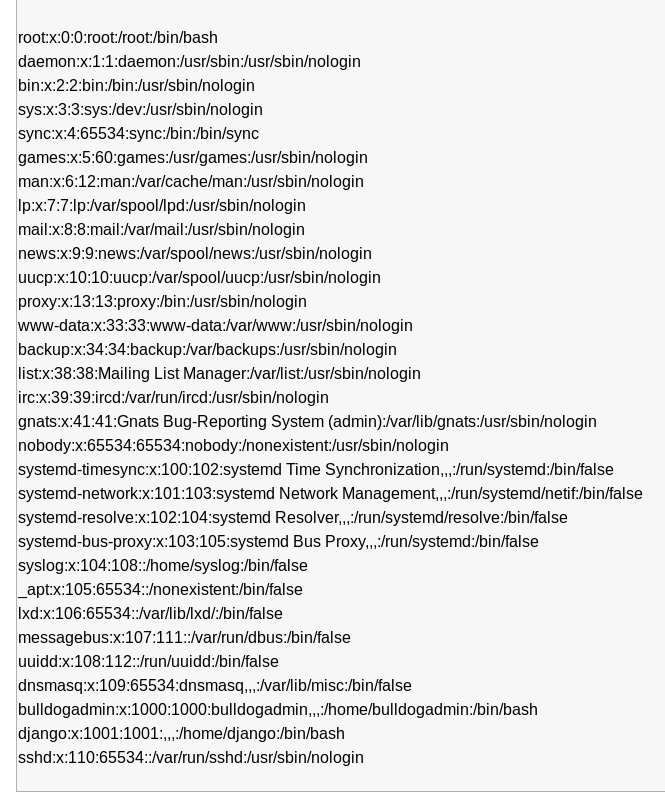 root:x:0:0:root:/root:/bin/bash
daemon:x:1:1:daemon:/usr/sbin:/usr/sbin/nologin
bin:x:2:2:bin:/bin:/usr/sbin/nologin
sys:x:3:3:sys:/dev:/usr/sbin/nologin
sync:x:4:65534:sync:/bin:/bin/sync
games:x:5:60:games:/usr/games:/usr/sbin/nologin
man:x:6:12:man:/var/cache/man:/usr/sbin/nologin
lp:x:7:7:lp:/var/spool/lpd:/usr/sbin/nologin
mail:x:8:8:mail:/var/mail:/usr/sbin/nologin
news:x:9:9:news:/var/spool/news:/usr/sbin/nologin
uucp:x:10:10:uucp:/var/spool/uucp:/usr/sbin/nologin
proxy:x:13:13:proxy:/bin:/usr/sbin/nologin
www-data:x:33:33:www-data:/var/www:/usr/sbin/nologin
backup:x:34:34:backup:/var/backups:/usr/sbin/nologin
list:x:38:38:Mailing List Manager:/var/list:/usr/sbin/nologin
irc:x:39:39:ircd:/var/run/ircd:/usr/sbin/nologin
gnats:x:41:41:Gnats Bug-Reporting System (admin):/var/lib/gnats:/usr/sbin/nologin
nobody:x:65534:65534:nobody:/nonexistent:/usr/sbin/nologin
systemd-timesync:x:100:102:systemd Time Synchronization,,,:/run/systemd:/bin/false
systemd-network:x:101:103:systemd Network Management,,,:/run/systemd/netif:/bin/false
systemd-resolve:x:102:104:systemd Resolver,,,:/run/systemd/resolve:/bin/false
systemd-bus-proxy:x:103:105:systemd Bus Proxy,,,:/run/systemd:/bin/false
syslog:x:104:108::/home/syslog:/bin/false
_apt:x:105:65534::/nonexistent:/bin/false
lxd:x:106:65534::/var/lib/lxd/:/bin/false
messagebus:x:107:111::/var/run/dbus:/bin/false
uuidd:x:108:112::/run/uuidd:/bin/false
dnsmasq:x:109:65534:dnsmasq,,,:/var/lib/misc:/bin/false
bulldogadmin:x:1000:1000:bulldogadmin,,,:/home/bulldogadmin:/bin/bash
django:x:1001:1001:,,,:/home/django:/bin/bash
sshd:x:110:65534::/var/run/sshd:/usr/sbin/nologin